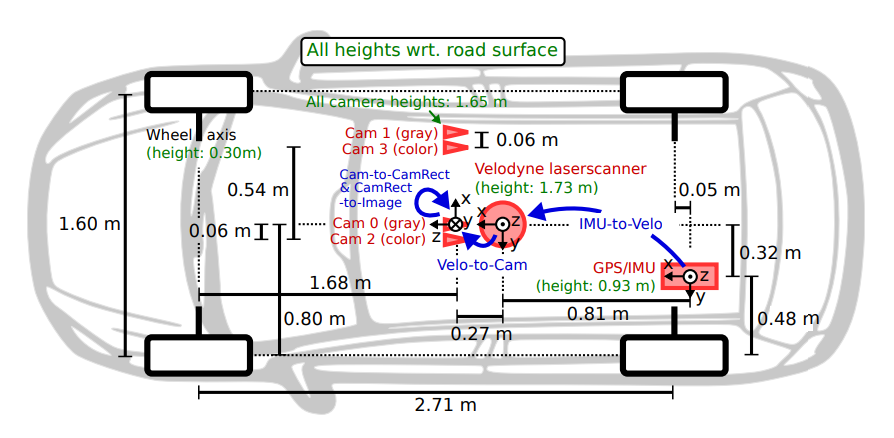 All heights wrt. road surface
All camera heights: 1.65 m
Wheel axis
(height: 0.30m)
Cam 1 (gray)
Cam 3 (color)
0.06 m
Cam-to-CamRect
& CamRect
-to-Image
Velodyne laserscanner
(height: 1.73 m)
0.54 m
0.05 m
x
x
1.60 m
0.06 m
Cam 0 (gray)
Cam 2 (color)
y
z
z
y
IMU-to-Velo
0.32 m
Velo-to-Cam
GPS/IMU
(height: 0.93 m)
x
z
y
1.68 m
0.80 m
0.27 m
0.81 m
0.48 m
2.71 m